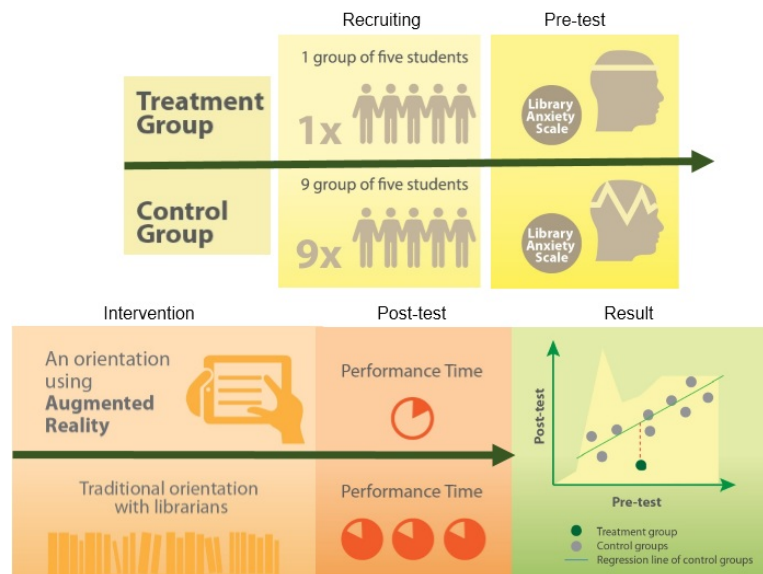 Recruiting
Pre-test
1 group of five students
Treatment
Group
1x
Library
Anxiety
Scale
9 group of five students
Control
Group
9x
Library
Anxiety
Scale
Intervention
Post-test
Result
An orientation
using
Augmented
Reality
Performance Time
Traditional orientation
with librarians
Performance Time
Post-test
Pre-test
Treatment group
Control groups
Regression line of control groups